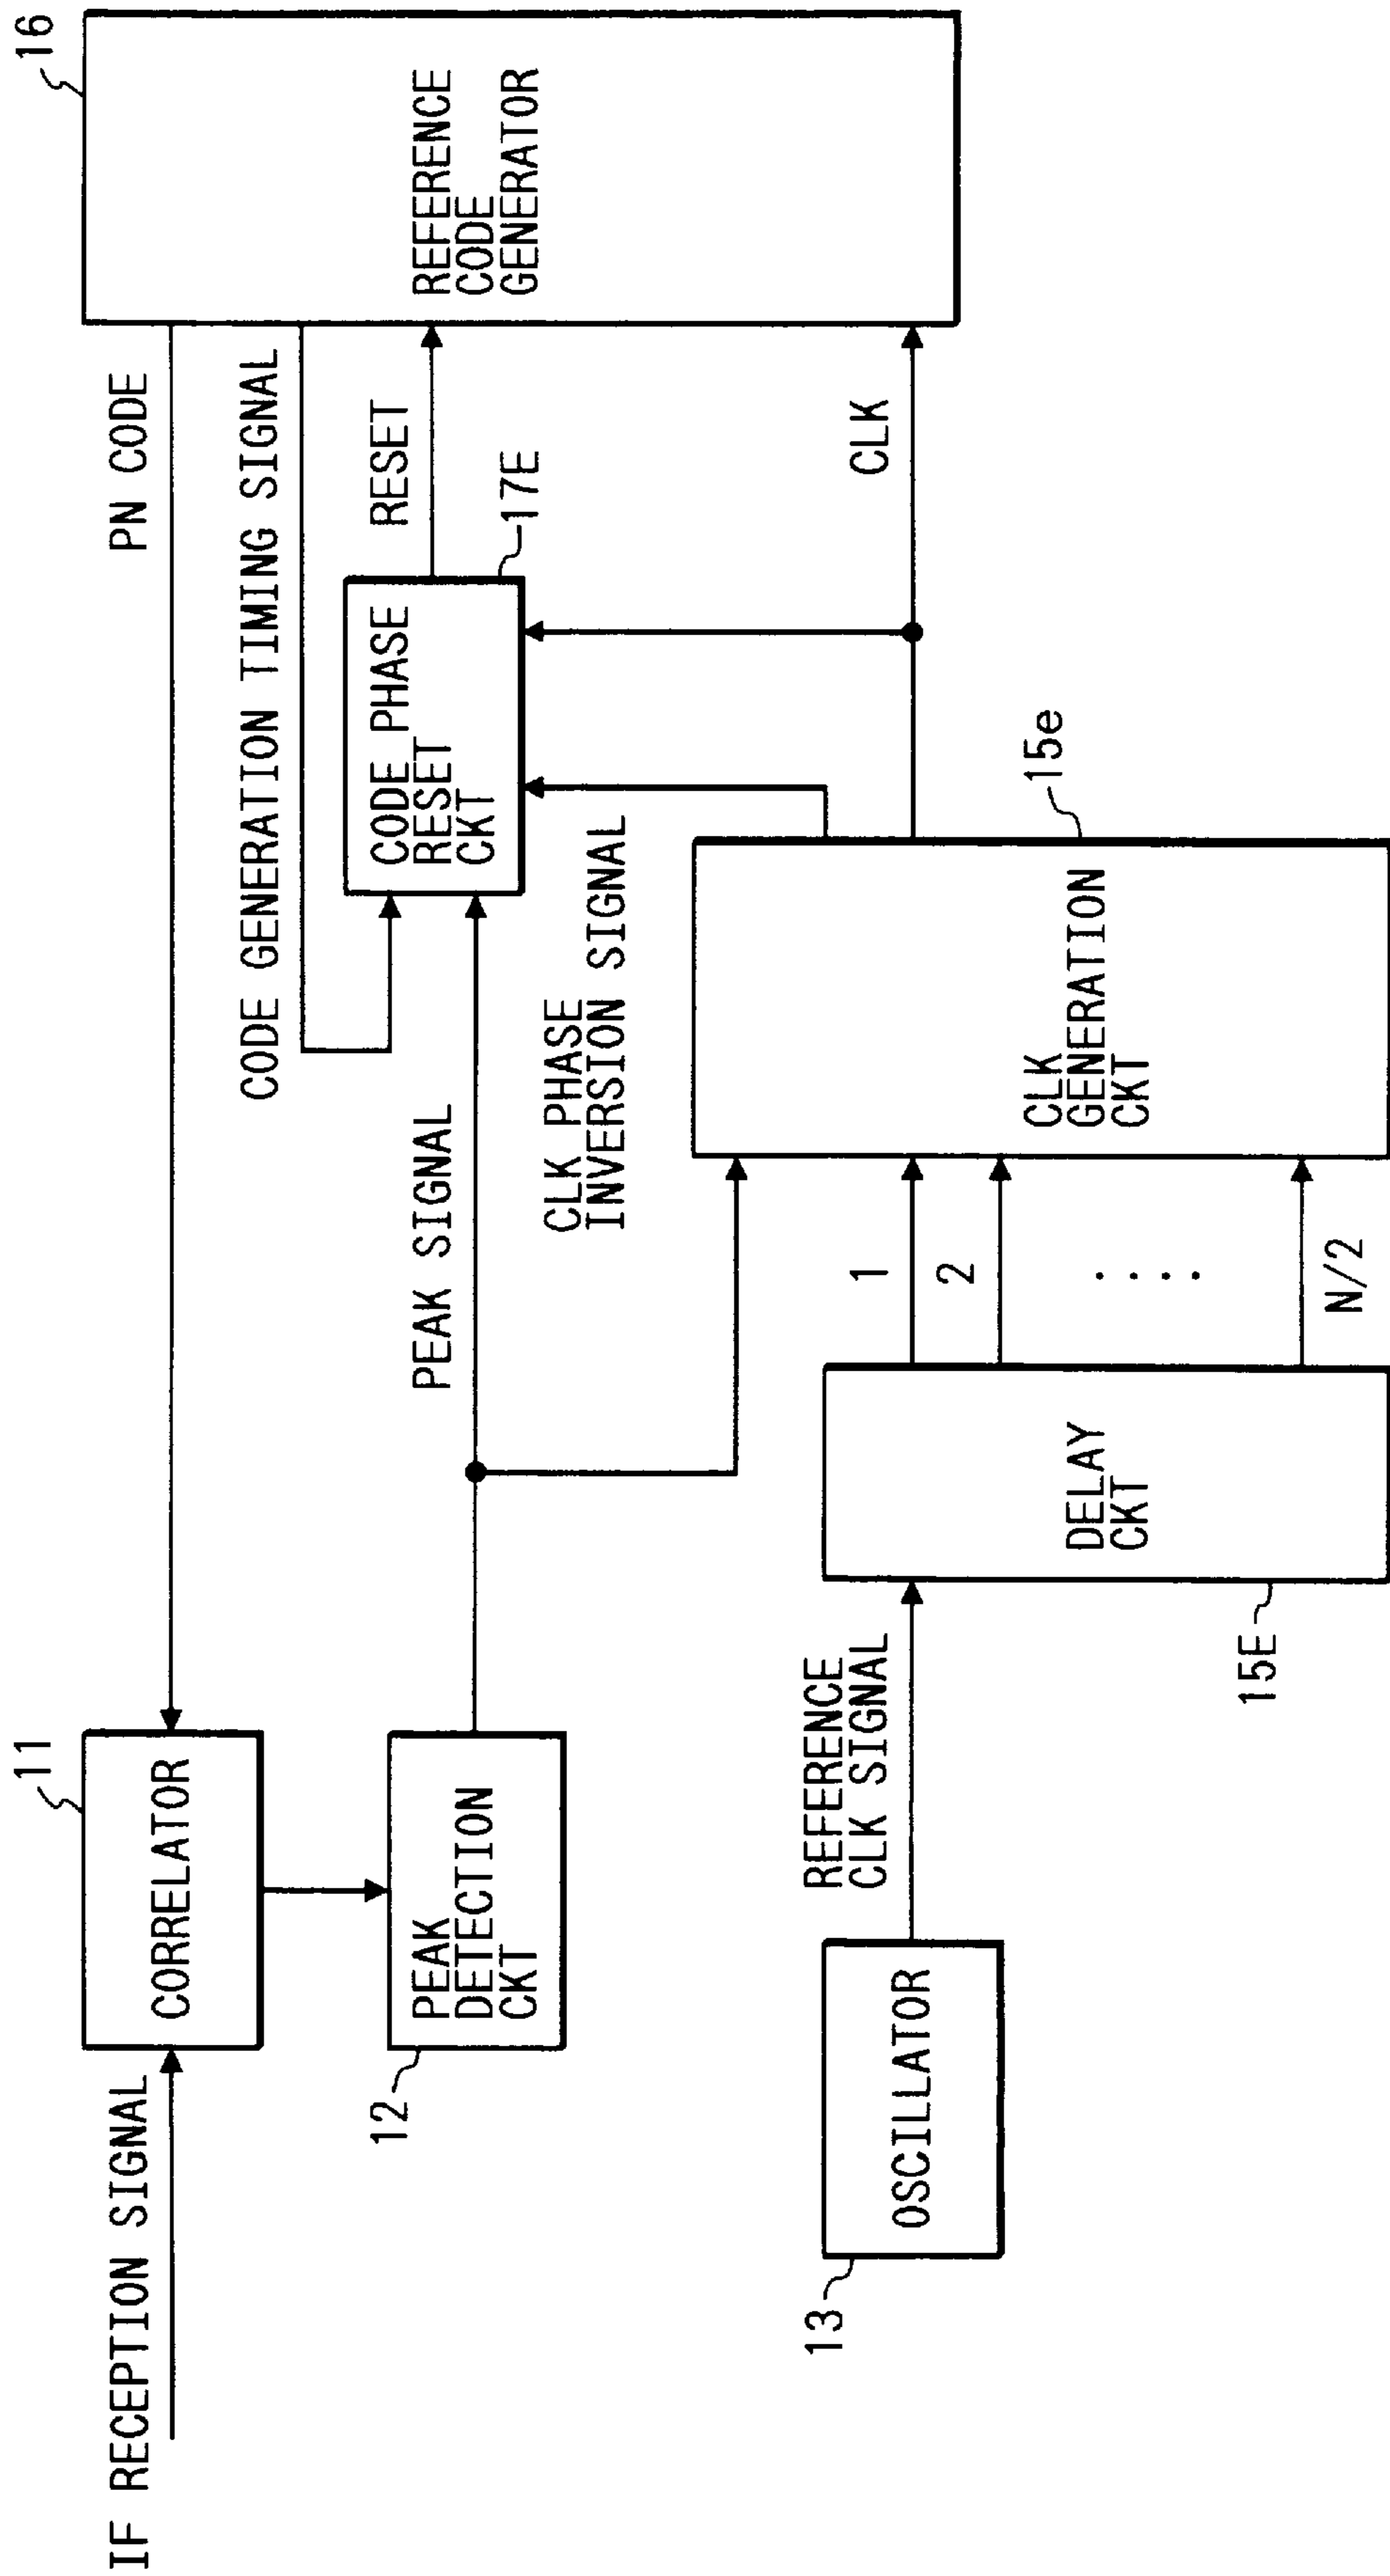 IF RECEPTION SIGNAL
11
CORRELATOR
PN CODE
16
REFERENCE
CODE
GENERATOR
CODE GENERATION TIMING SIGNAL
12
PEAK
DETECTION
CKT
PEAK SIGNAL
CODE PHASE
RESET
CKT
RESET
17E
CLK PHASE
INVERSION SIGNAL
13
OSCILLATOR
REFERENCE
CLK SIGNAL
DELAY
CKT
15E
1
2
....
N/2
CLK
GENERATION
CKT
15e
CLK